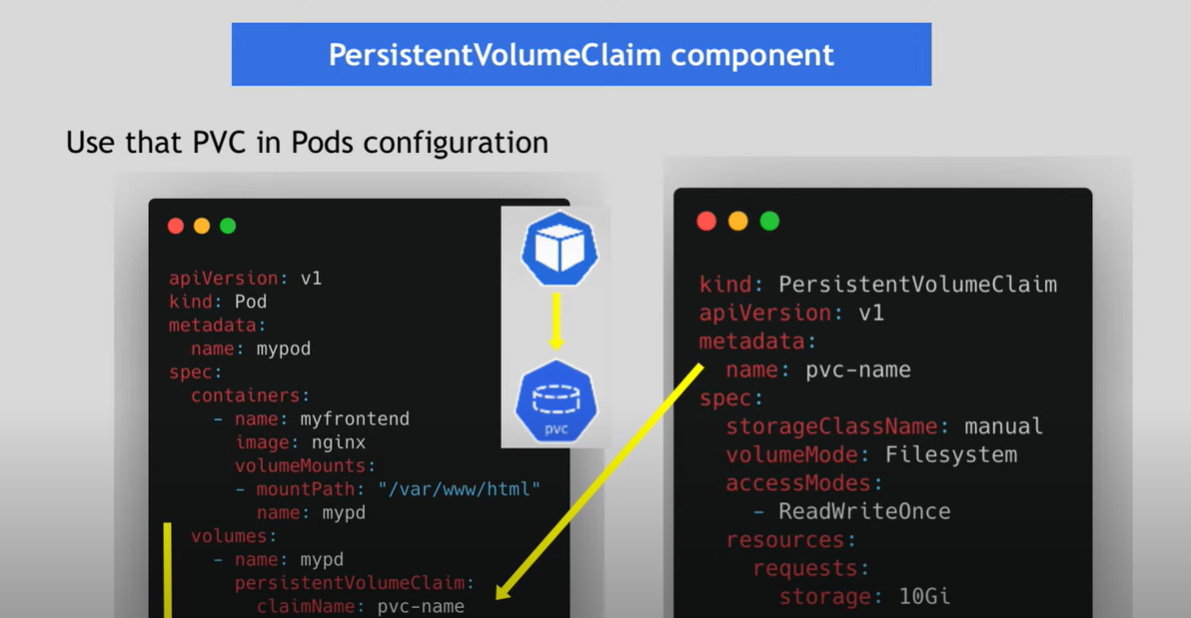 PersistentVolumeClaim component
Use that PVC in Pods configuration
apiVersion: v1
kind: Pod
metadata:
  name: mypod
spec:
  containers:
    - name: myfrontend
      image: nginx
      volumeMounts:
      - mountPath: "/var/www/html"
        name: mypd
  volumes:
    - name: mypd
      persistentVolumeClaim:
        claimName: pvc-name
pvc
kind: PersistentVolumeClaim
apiVersion: v1
metadata:
  name: pvc-name
spec:
  storageClassName: manual
  volumeMode: Filesystem
  accessModes:
    - ReadWriteOnce
  resources:
    requests:
      storage: 10Gi